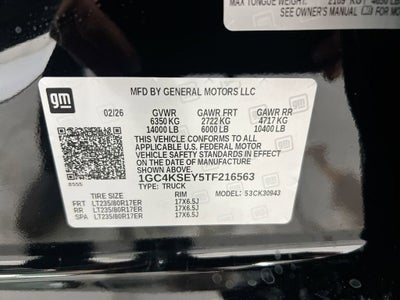 MAX TONGUE WEIGHT:
SEE OWNER'S MANUAL FOR MORE
gm
MFD BY GENERAL MOTORS LLC
02/26 GVWR GAWR FRT GAWR RR
6350 KG 2722 KG 4717 KG
14000 LB 6000 LB 10400 LB
THIS VEHICLE CONFORMS TO ALL
APPLICABLE U.S. FEDERAL MOTOR
VEHICLE SAFETY STANDARDS IN EFFECT
ON THE DATE OF MANUFACTURE
SHOWN ABOVE.
1GC4KSEY5TF216563
TYPE: TRUCK
TIRE SIZE RIM 53CK30943
FRT LT235/80R17ER 17X6.5J
RR LT235/80R17ER 17X6.5J
SPA LT235/80R17ER 17X6.5J